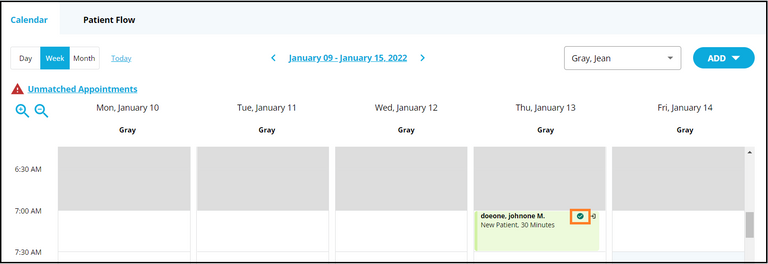 Calendar Patient Flow
Day Week Month Today January 09 - January 15, 2022 Gray, Jean ADD
Unmatched Appointments
Mon, January 10 Tue, January 11 Wed, January 12 Thu, January 13 Fri, January 14
Gray Gray Gray Gray Gray
6:30 AM
7:00 AM
doeone, johnone M.
New Patient, 30 Minutes
7:30 AM